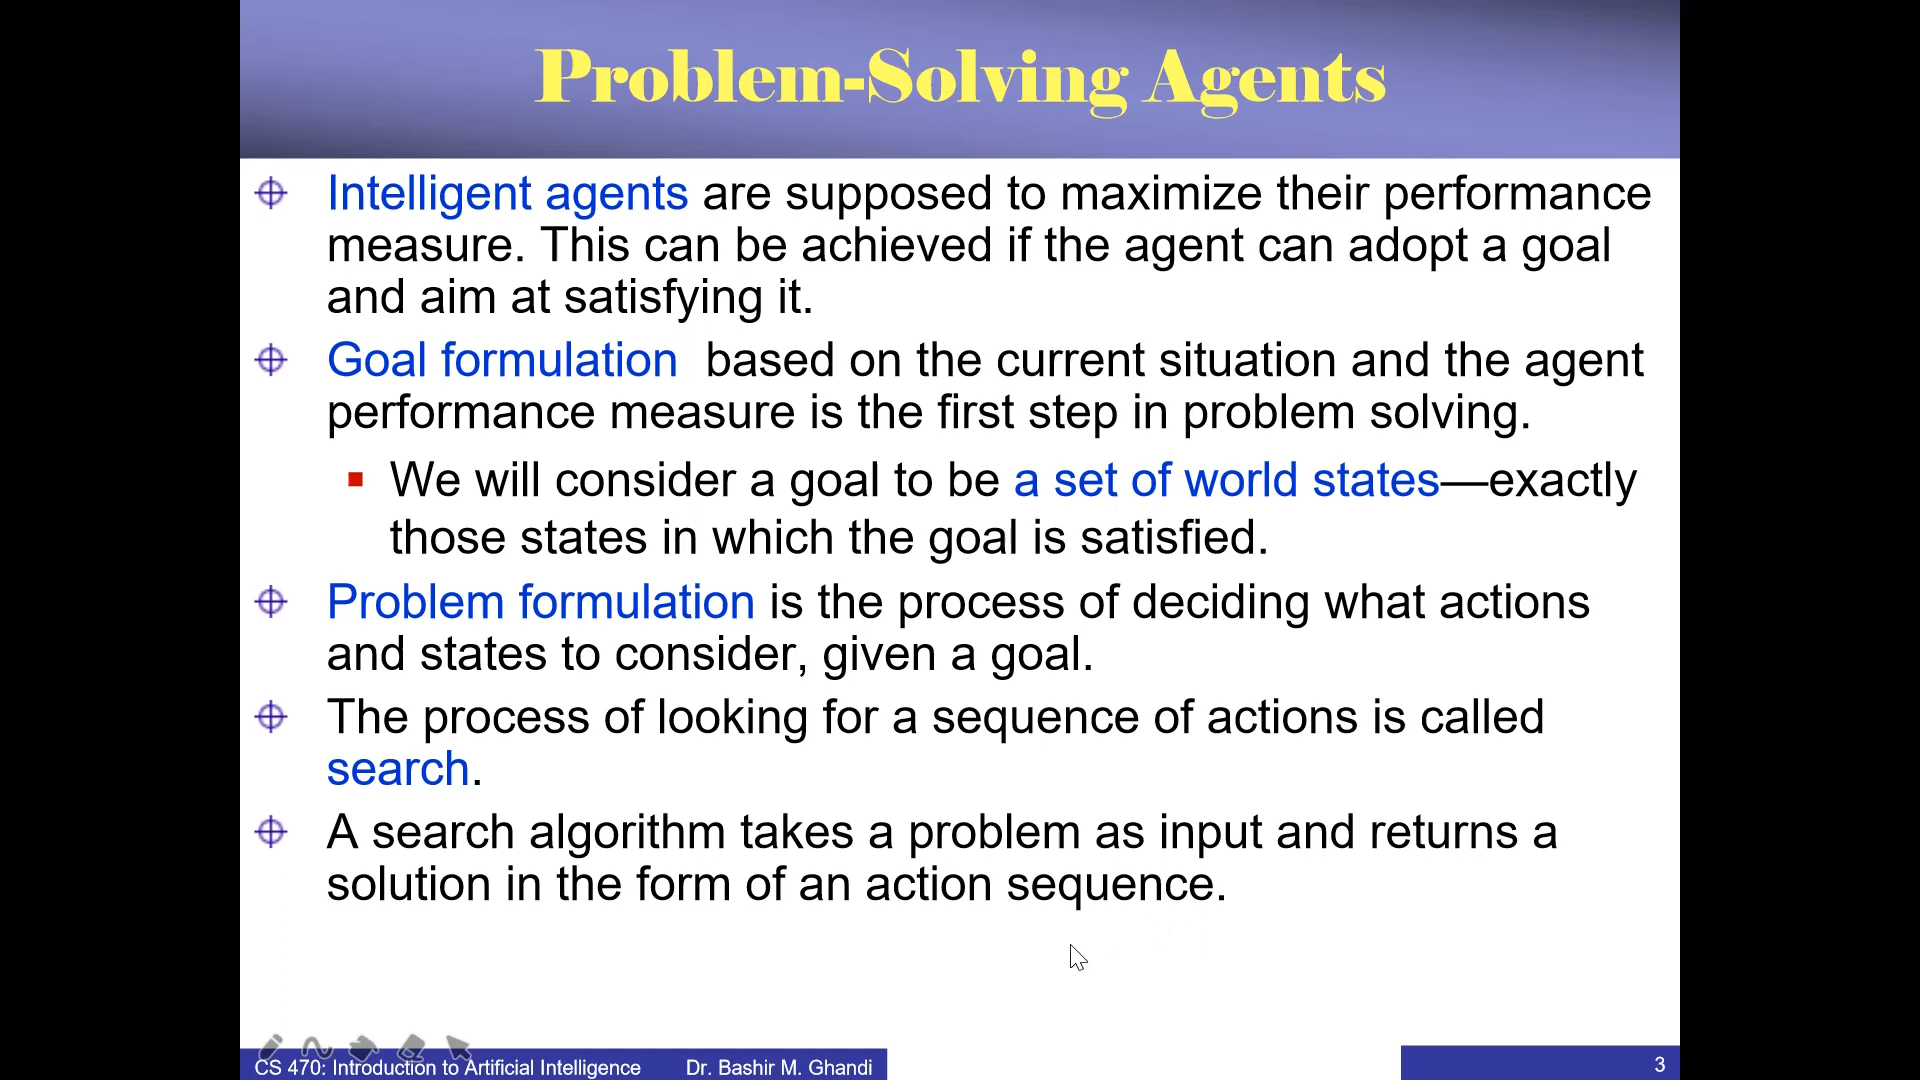 Problem-Solving Agents
Intelligent agents are supposed to maximize their performance
measure. This can be achieved if the agent can adopt a goal
and aim at satisfying it.
Goal formulation based on the current situation and the agent
performance measure is the first step in problem solving.
We will consider a goal to be a set of world states—exactly
those states in which the goal is satisfied.
Problem formulation is the process of deciding what actions
and states to consider, given a goal.
The process of looking for a sequence of actions is called
search.
A search algorithm takes a problem as input and returns a
solution in the form of an action sequence.
CS 470: Introduction to Artificial Intelligence Dr. Bashir M. Ghandi
3